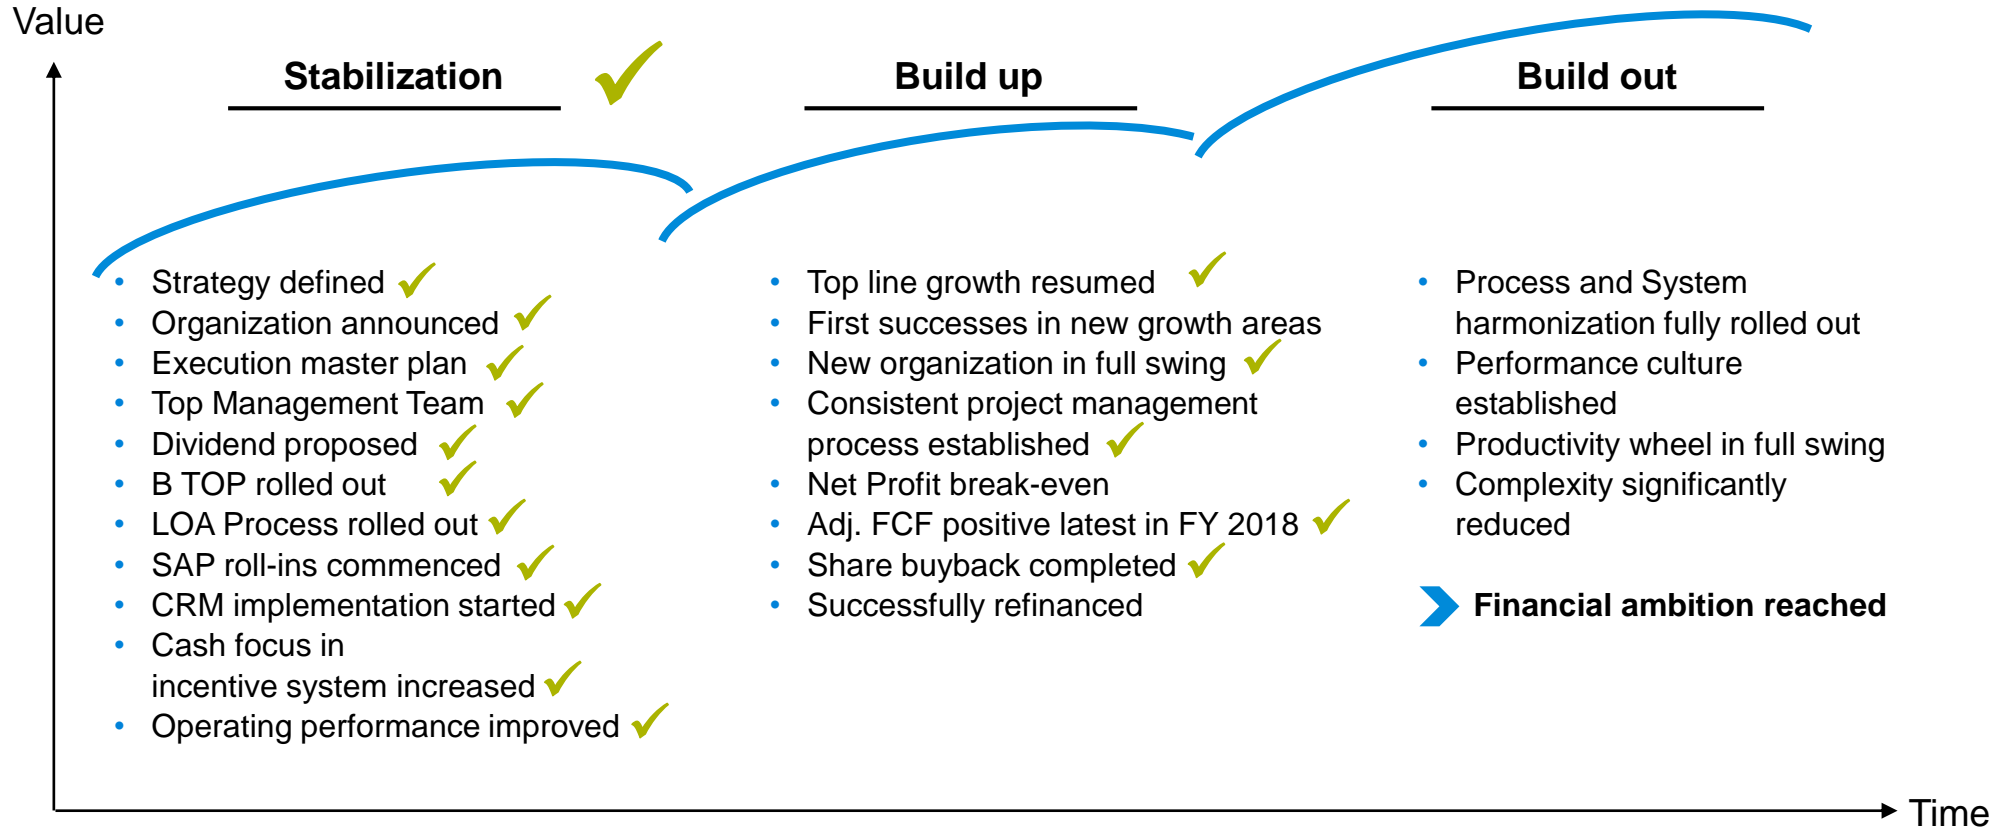 Value
Stabilization
Build up
Build out
• Strategy defined
• Organization announced
• Execution master plan
• Top Management Team
• Dividend proposed
• B TOP rolled out
• LOA Process rolled out
• SAP roll-ins commenced
• CRM implementation started
• Cash focus in
incentive system increased
• Operating performance improved
• Top line growth resumed
• First successes in new growth areas
• New organization in full swing
• Consistent project management
process established
• Net Profit break-even
• Adj. FCF positive latest in FY 2018
• Share buyback completed
• Successfully refinanced
• Process and System
harmonization fully rolled out
• Performance culture
established
• Productivity wheel in full swing
• Complexity significantly
reduced
Financial ambition reached
Time